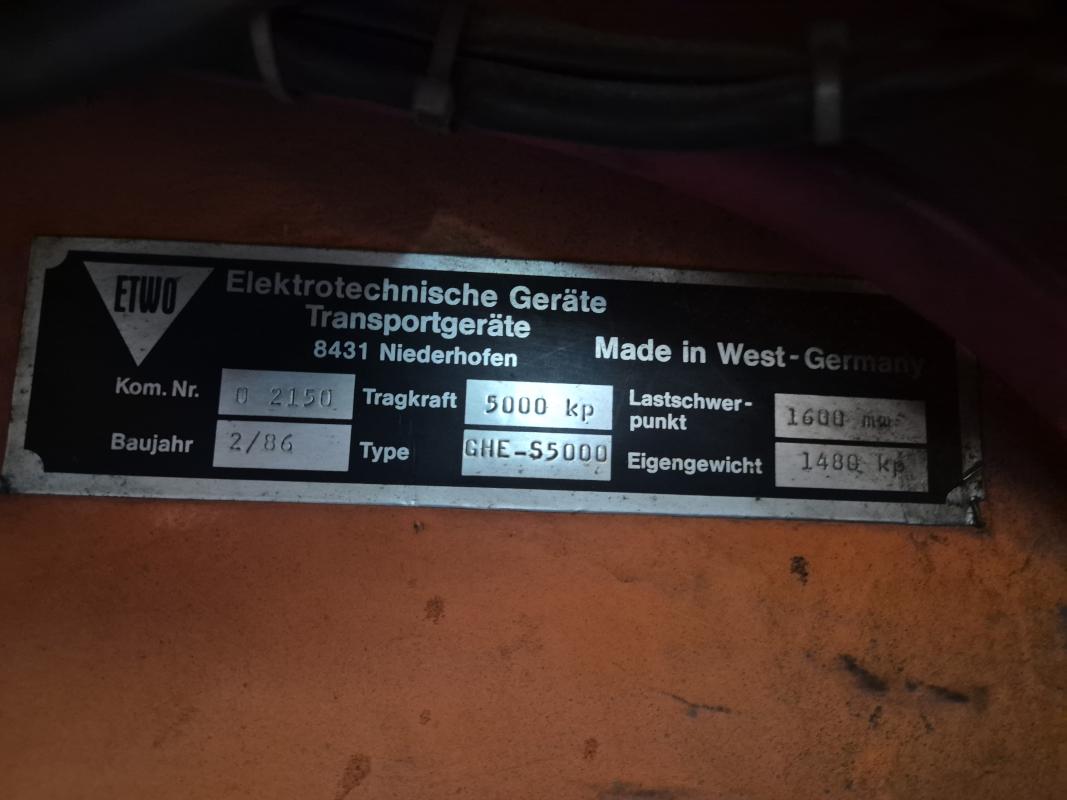 ETWO
Elektrotechnische Geräte
Transportgeräte
8431 Niederhofen
Made in West-Germany
Kom. Nr. 0 2150 Tragkraft 5000 kp Lastschwer-
punkt 1600 mm
Baujahr 2/86 Type GHE-S5000 Eigengewicht 1480 kp